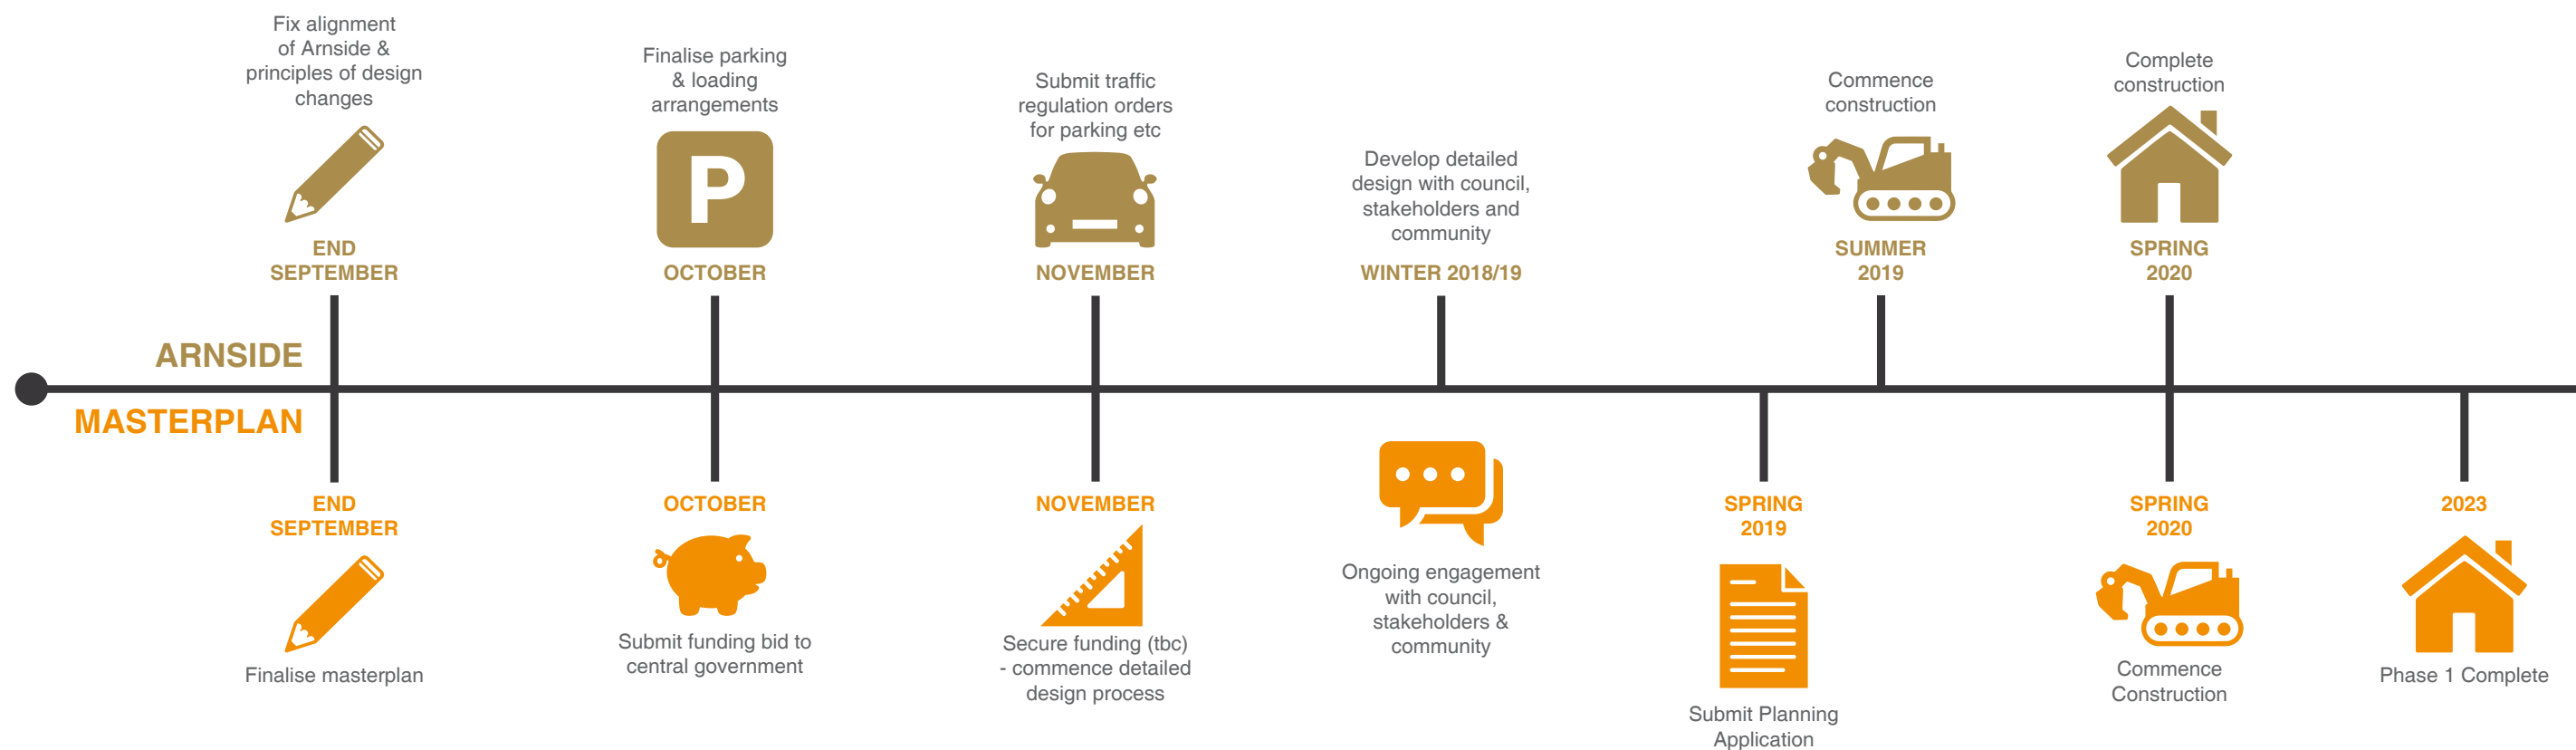 Fix alignment
of Arnside &
principles of design
changes
END
SEPTEMBER
Finalise parking
& loading
arrangements
P
OCTOBER
Submit traffic
regulation orders
for parking etc
NOVEMBER
Develop detailed
design with council,
stakeholders and
community
WINTER 2018/19
Commence
construction
SUMMER
2019
Complete
construction
SPRING
2020
ARNSIDE
MASTERPLAN
END
SEPTEMBER
Finalise masterplan
OCTOBER
Submit funding bid to
central government
NOVEMBER
Secure funding (tbc)
- commence detailed
design process
Ongoing engagement
with council,
stakeholders &
community
SPRING
2019
Submit Planning
Application
SPRING
2020
Commence
Construction
2023
Phase 1 Complete